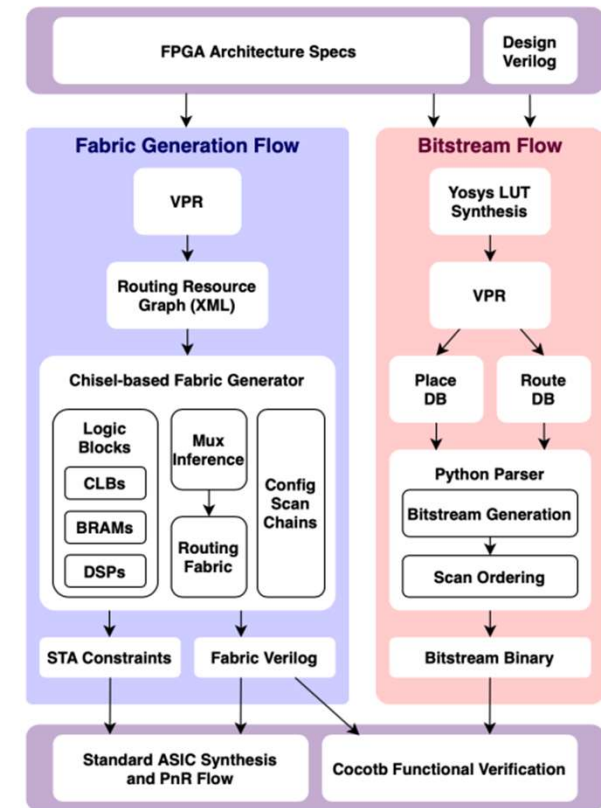 FPGA Architecture Specs
Design
Verilog
Fabric Generation Flow
VPR
Routing Resource
Graph (XML)
Chisel-based Fabric Generator
Logic
Blocks
CLBs
BRAMs
DSPs
Mux
Inference
Routing
Fabric
Config
Scan
Chains
STA Constraints
Fabric Verilog
Bitstream Flow
Yosys LUT
Synthesis
VPR
Place
DB
Route
DB
Python Parser
Bitstream Generation
Scan Ordering
Bitstream Binary
Standard ASIC Synthesis
and PnR Flow
Cocotb Functional Verification